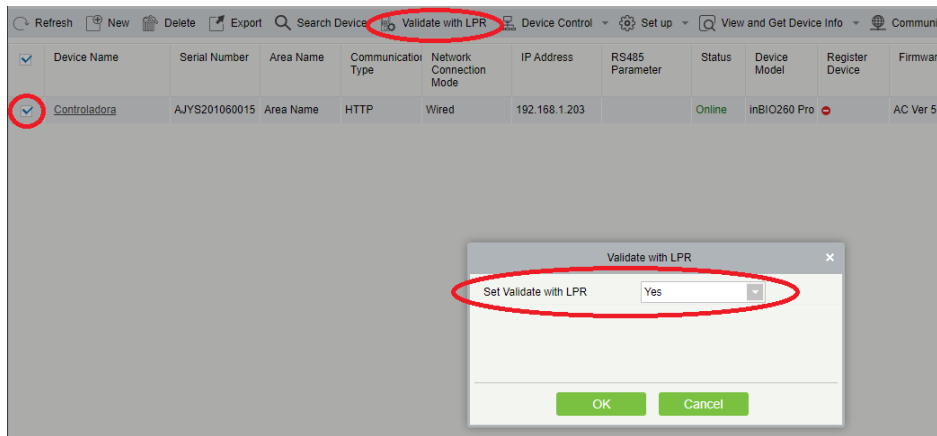 Refresh New Delete Export Search Device Validate with LPR Device Control Set up View and Get Device Info Communi
Device Name Serial Number Area Name Communication Type Network Connection Mode IP Address RS485 Parameter Status Device Model Register Device Firmwar
Controladora AJYS201060015 Area Name HTTP Wired 192.168.1.203 Online inBIO260 Pro AC Ver 5
Validate with LPR
Set Validate with LPR Yes
OK Cancel